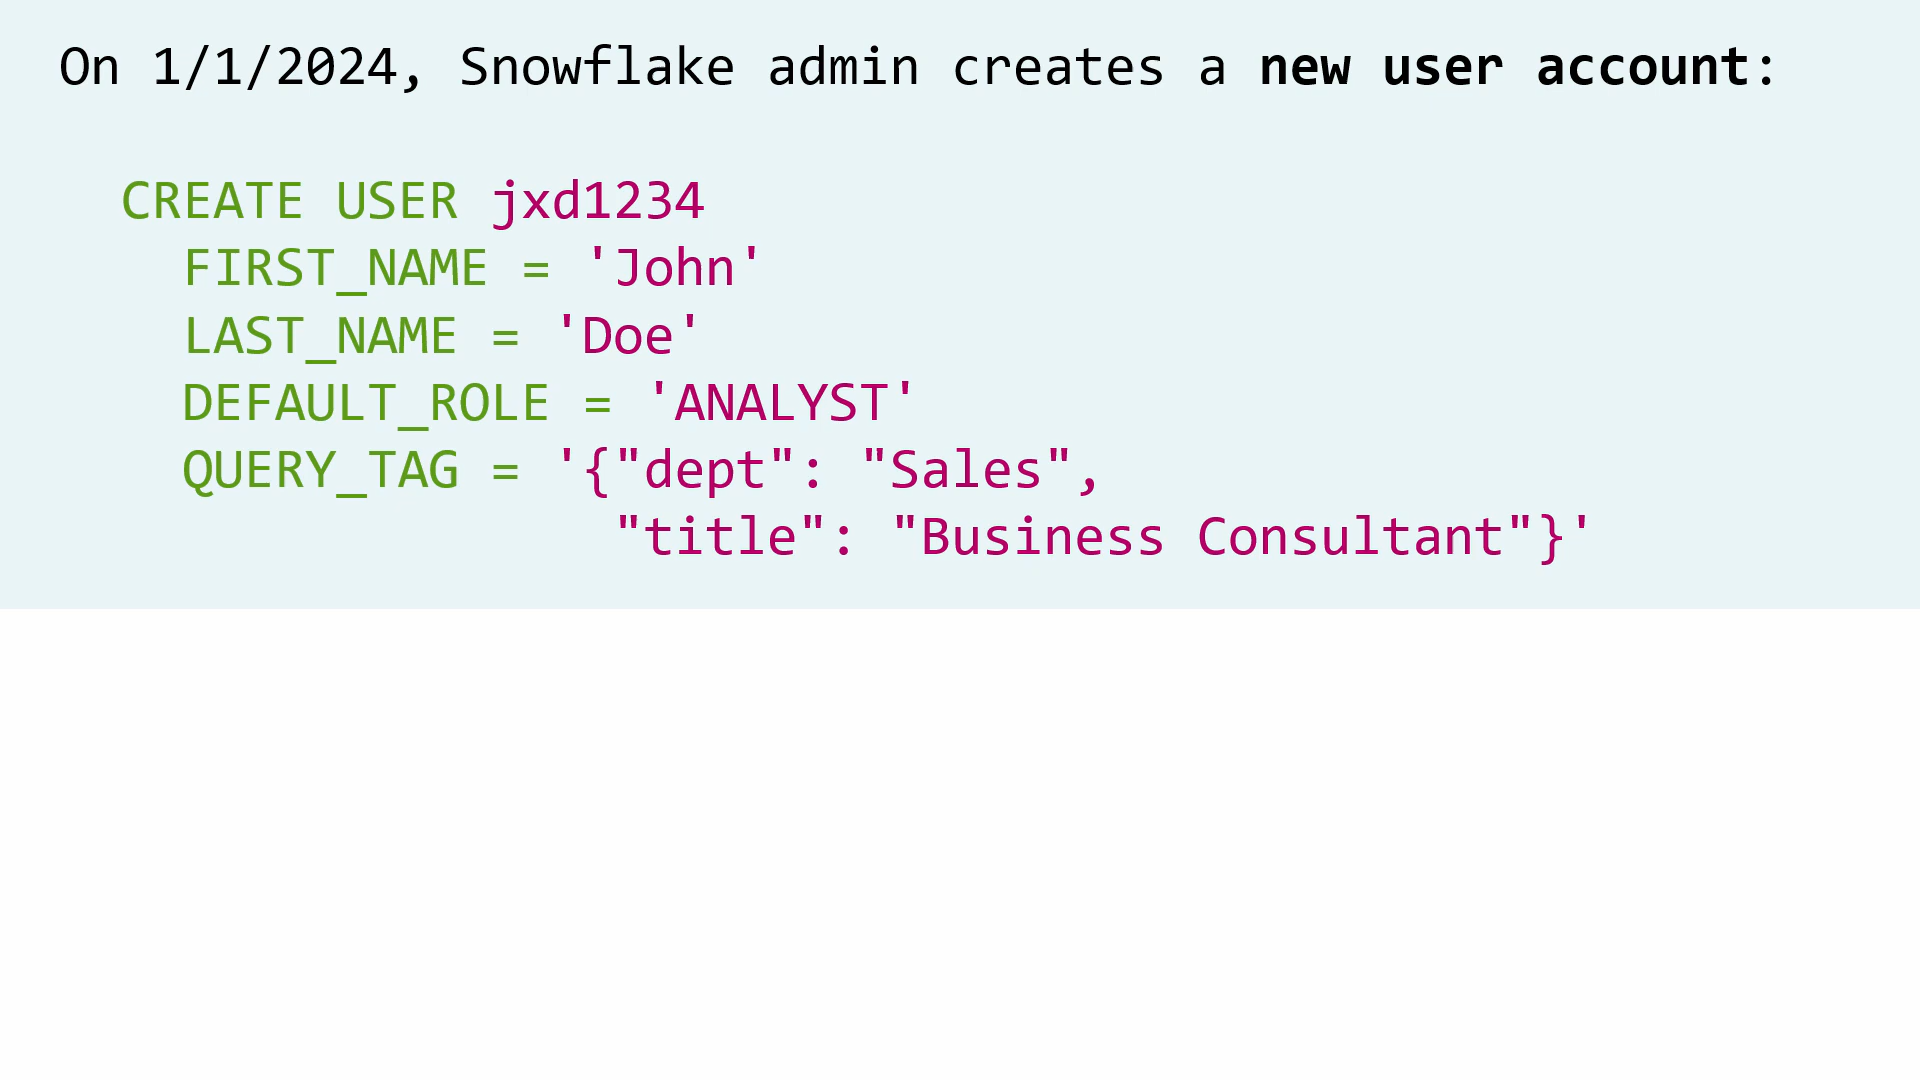 On 1/1/2024, Snowflake admin creates a new user account:
CREATE USER jxd1234
FIRST_NAME = 'John'
LAST_NAME = 'Doe'
DEFAULT_ROLE = 'ANALYST'
QUERY_TAG = '{"dept": "Sales",
"title": "Business Consultant"}'